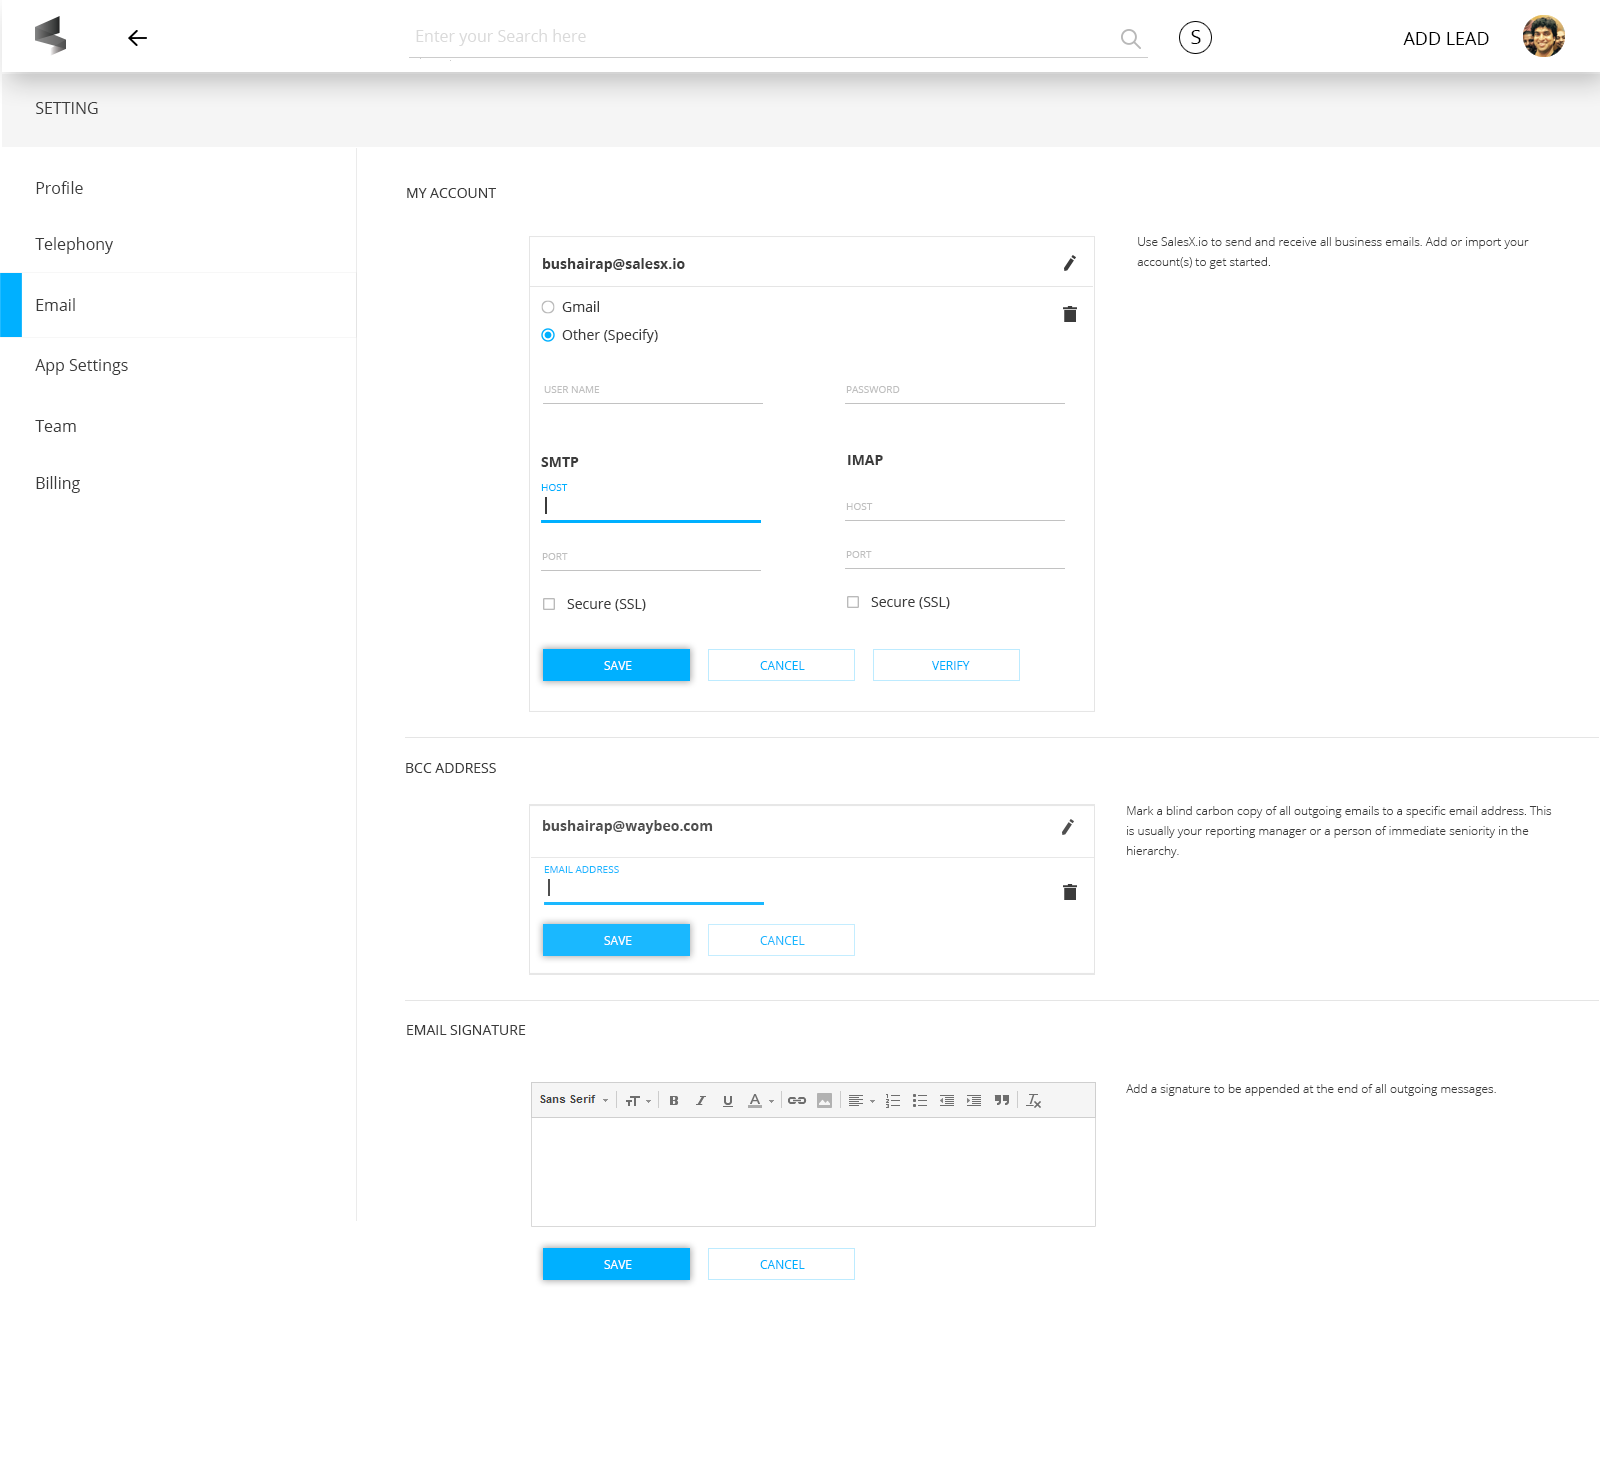 Enter your Search here
S
ADD LEAD
SETTING
Profile
Telephony
Email
App Settings
Team
Billing
MY ACCOUNT
bushairap@salesx.io
Gmail
Other (Specify)
USER NAME
PASSWORD
SMTP
IMAP
HOST
HOST
PORT
PORT
Secure (SSL)
Secure (SSL)
SAVE
CANCEL
VERIFY
Use SalesX.io to send and receive all business emails. Add or import your
account(s) to get started.
BCC ADDRESS
bushairap@waybeo.com
EMAIL ADDRESS
SAVE
CANCEL
Mark a blind carbon copy of all outgoing emails to a specific email address. This
is usually your reporting manager or a person of immediate seniority in the
hierarchy.
EMAIL SIGNATURE
Sans Serif
Add a signature to be appended at the end of all outgoing messages.
SAVE
CANCEL